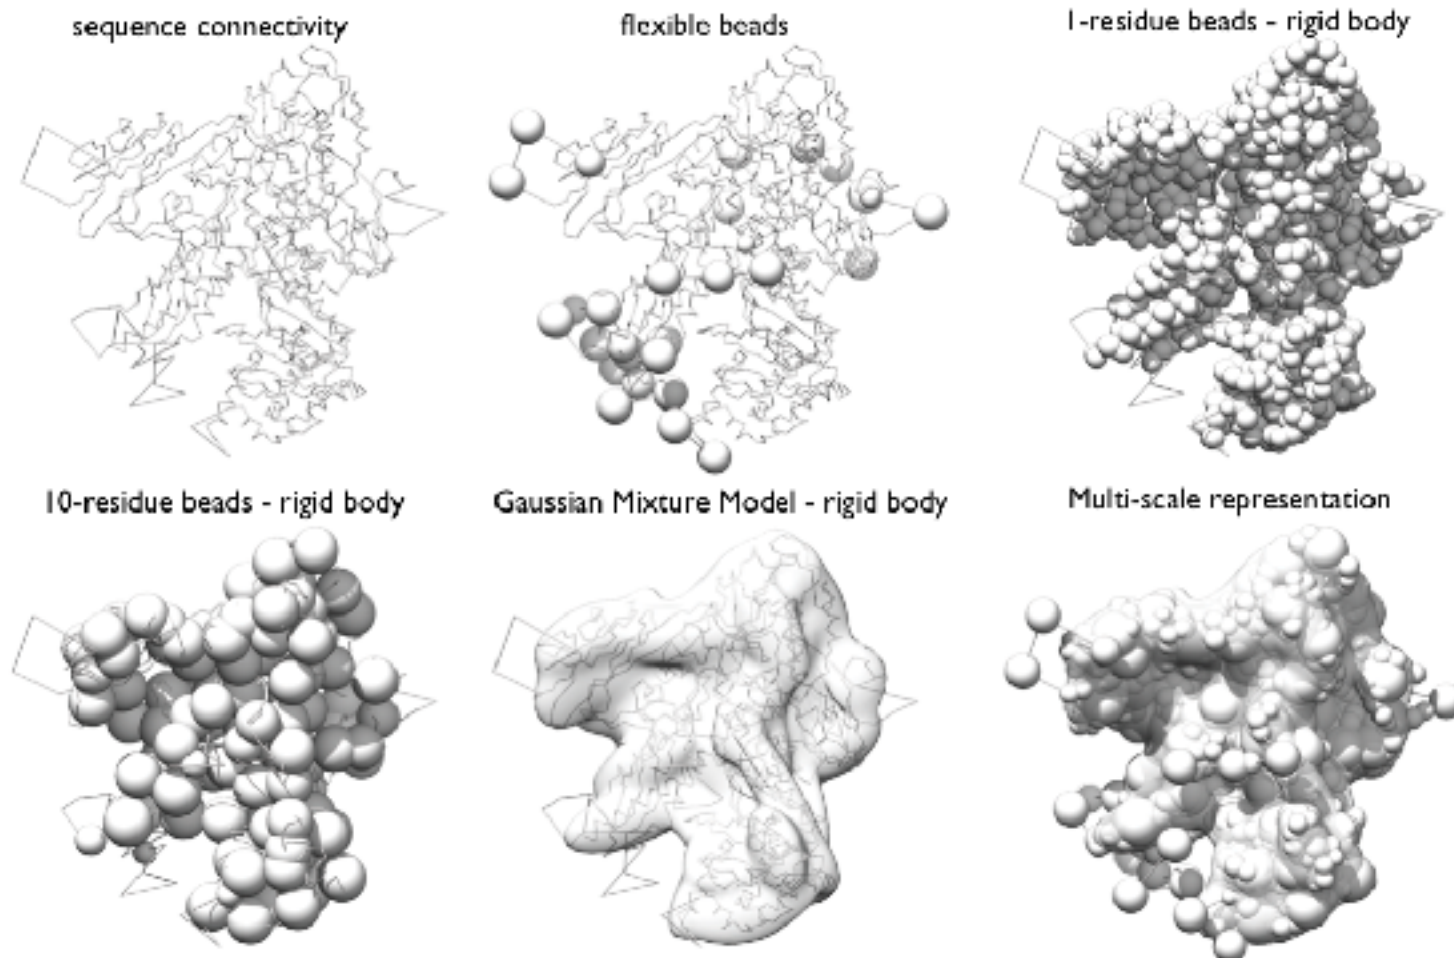 sequence connectivity
flexible beads
1-residue beads - rigid body
10-residue beads - rigid body
Gaussian Mixture Model - rigid body
Multi-scale representation